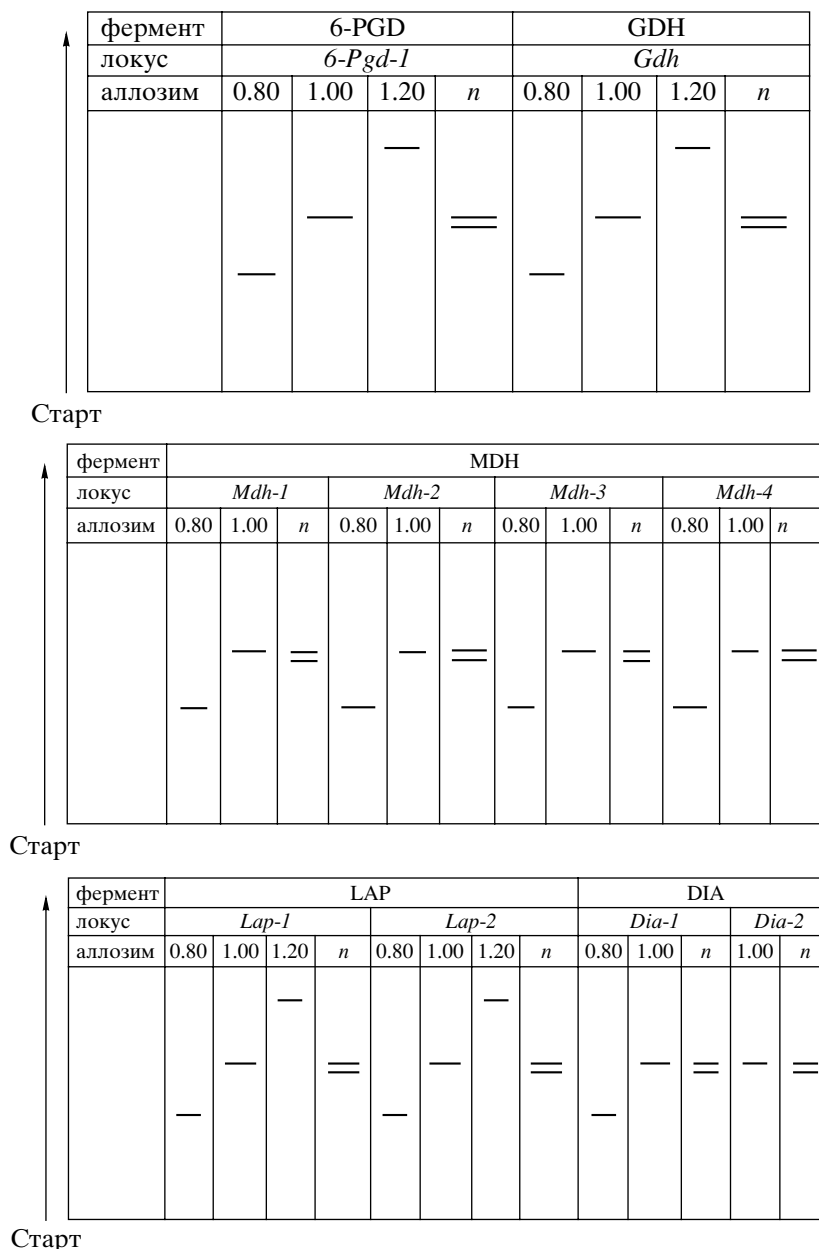 фермент 6-PGD GDH
локус 6-Pgd-1 Gdh
аллозим 0.80 1.00 1.20 n 0.80 1.00 1.20 n
Старт
фермент MDH
локус Mdh-1 Mdh-2 Mdh-3 Mdh-4
аллозим 0.80 1.00 n 0.80 1.00 n 0.80 1.00 n 0.80 1.00 n
Старт
фермент LAP DIA
локус Lap-1 Lap-2 Dia-1 Dia-2
аллозим 0.80 1.00 1.20 n 0.80 1.00 1.20 n 0.80 1.00 n 1.00 n
Старт